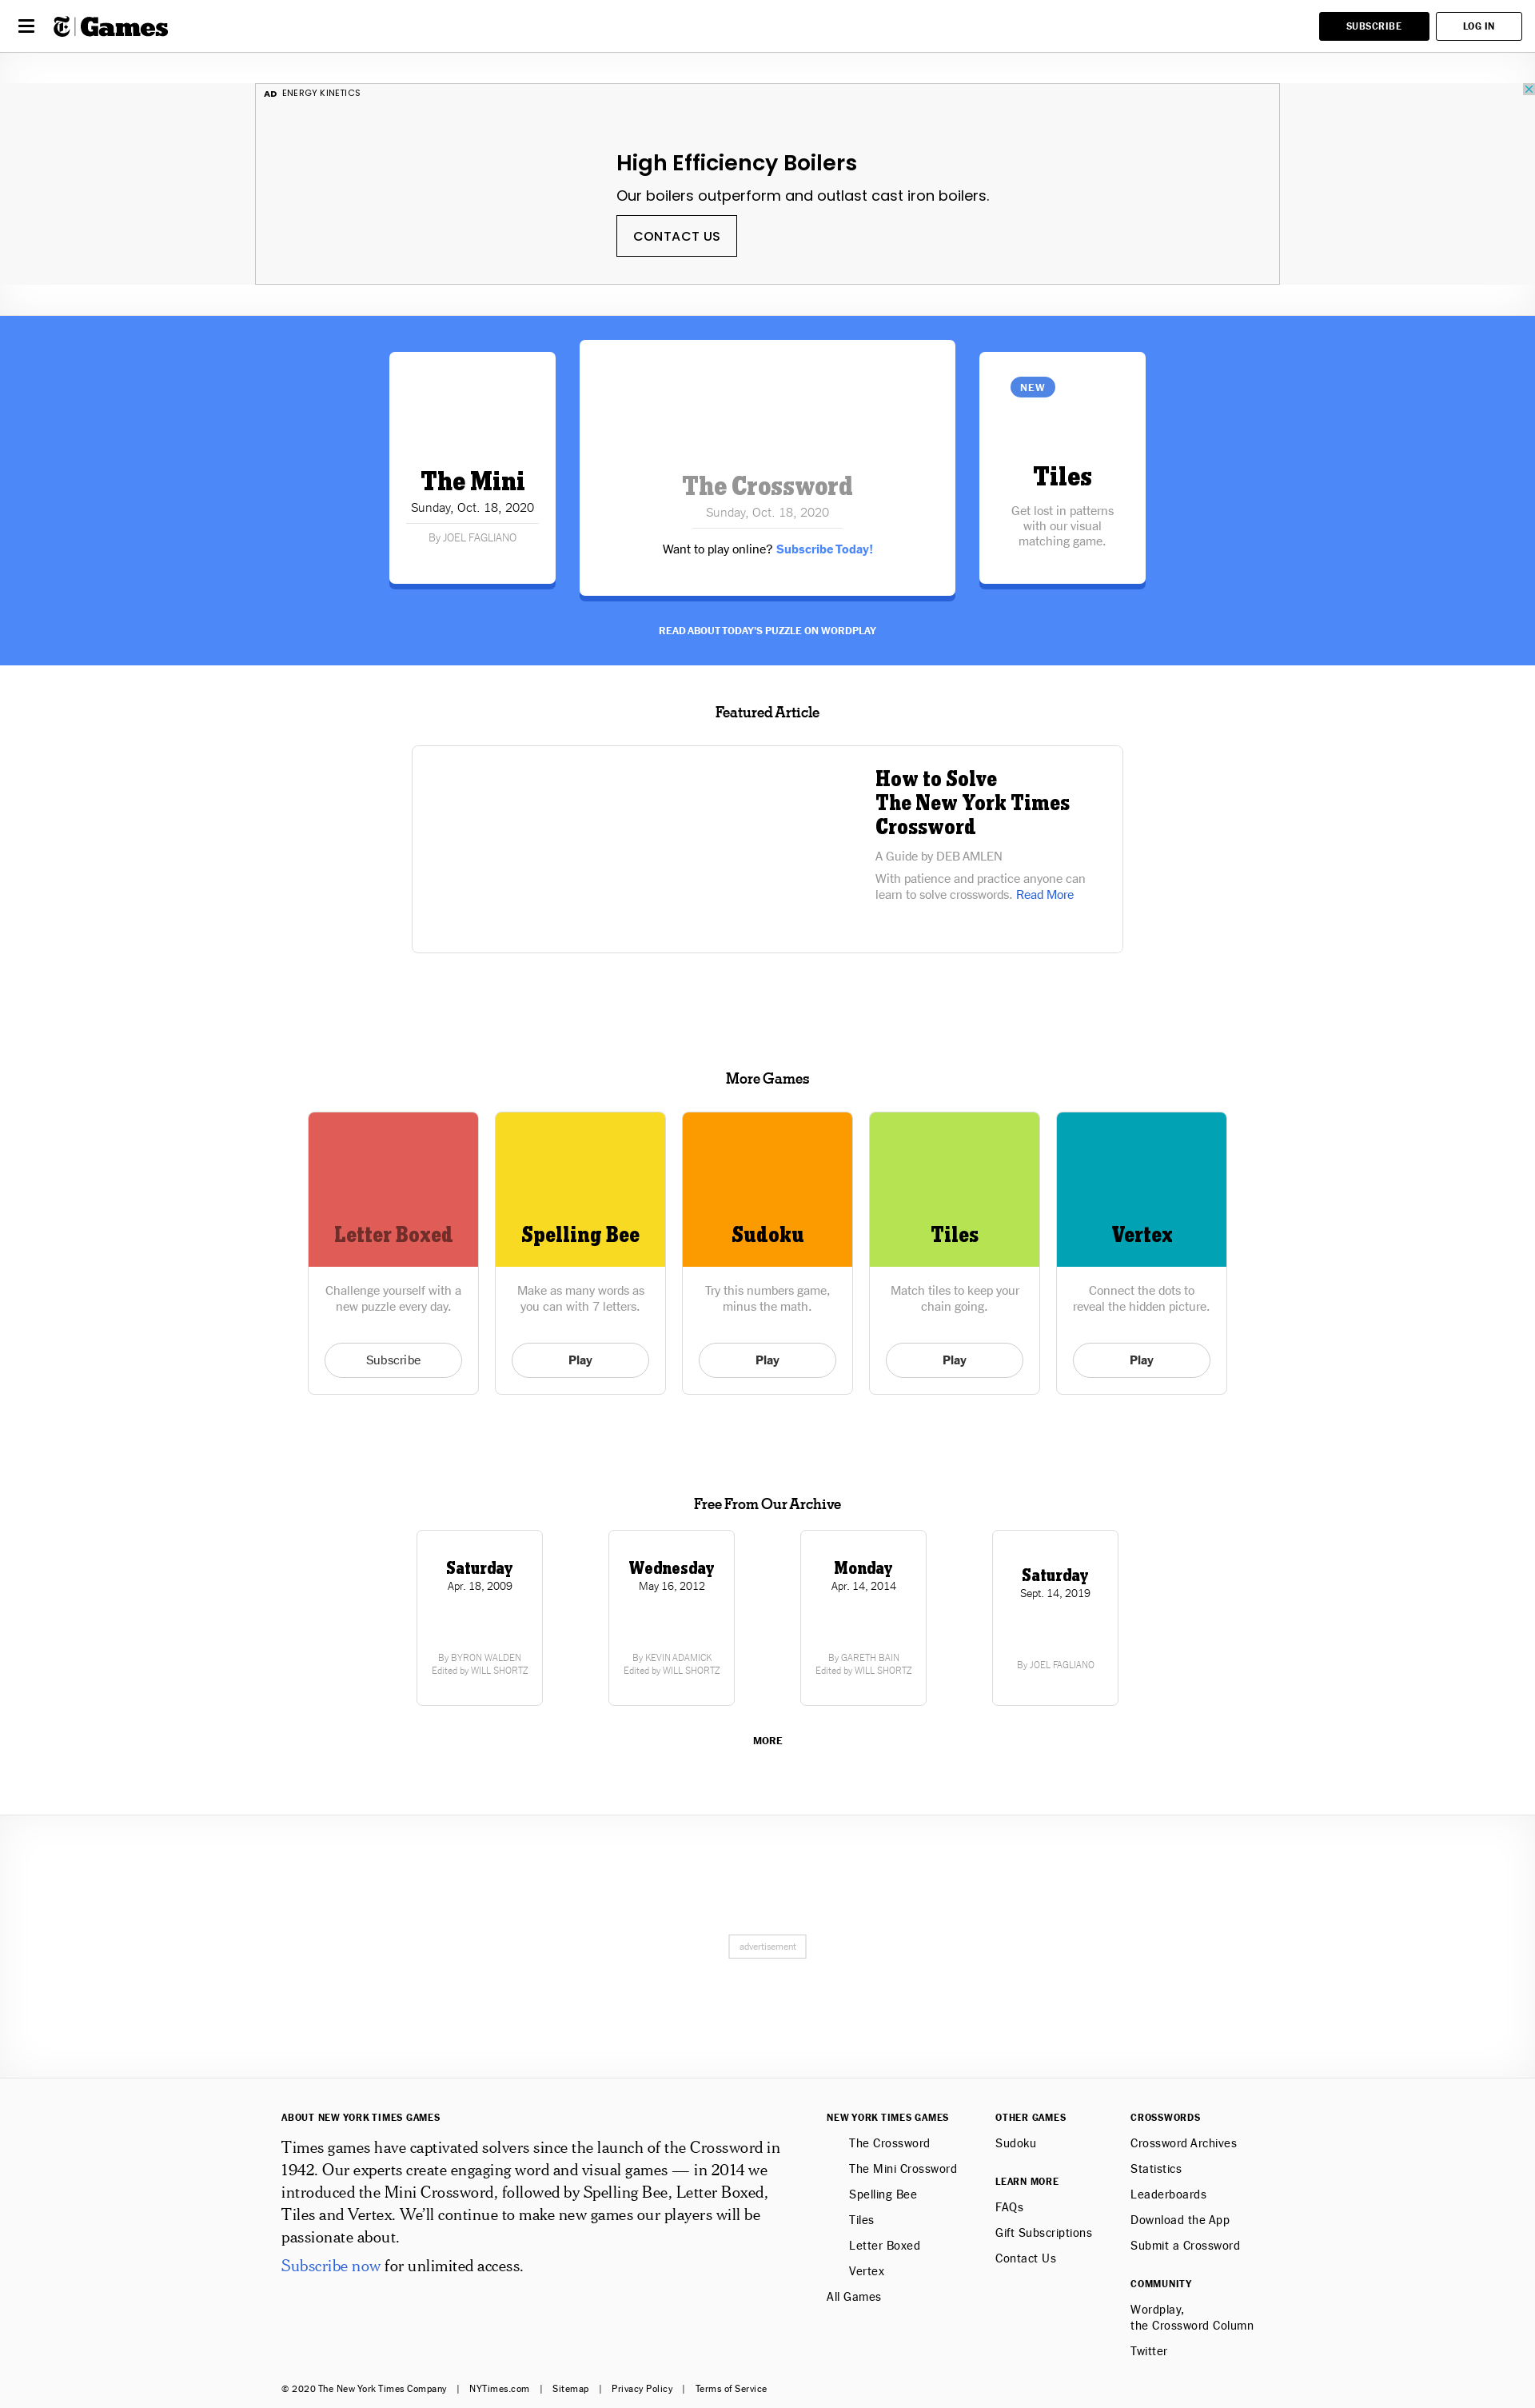 Games
SUBSCRIBE
LOG IN
AD ENERGY KINETICS
High Efficiency Boilers
Our boilers outperform and outlast cast iron boilers.
CONTACT US
The Mini
Sunday, Oct. 18, 2020
By JOEL FAGLIANO
The Crossword
Sunday, Oct. 18, 2020
Want to play online? Subscribe Today!
NEW
Tiles
Get lost in patterns
with our visual
matching game.
READ ABOUT TODAY'S PUZZLE ON WORDPLAY
Featured Article
How to Solve
The New York Times
Crossword
A Guide by DEB AMLEN
With patience and practice anyone can
learn to solve crosswords. Read More
More Games
Letter Boxed
Challenge yourself with a
new puzzle every day.
Subscribe
Spelling Bee
Make as many words as
you can with 7 letters.
Play
Sudoku
Try this numbers game,
minus the math.
Play
Tiles
Match tiles to keep your
chain going.
Play
Vertex
Connect the dots to
reveal the hidden picture.
Play
Free From Our Archive
Saturday
Apr. 18, 2009
By BYRON WALDEN
Edited by WILL SHORTZ
Wednesday
May 16, 2012
By KEVIN ADAMICK
Edited by WILL SHORTZ
Monday
Apr. 14, 2014
By GARETH BAIN
Edited by WILL SHORTZ
Saturday
Sept. 14, 2019
By JOEL FAGLIANO
MORE
advertisement
ABOUT NEW YORK TIMES GAMES
Times games have captivated solvers since the launch of the Crossword in
1942. Our experts create engaging word and visual games — in 2014 we
introduced the Mini Crossword, followed by Spelling Bee, Letter Boxed,
Tiles and Vertex. We'll continue to make new games our players will be
passionate about.
Subscribe now for unlimited access.
NEW YORK TIMES GAMES
The Crossword
The Mini Crossword
Spelling Bee
Tiles
Letter Boxed
Vertex
All Games
OTHER GAMES
Sudoku
LEARN MORE
FAQs
Gift Subscriptions
Contact Us
CROSSWORDS
Crossword Archives
Statistics
Leaderboards
Download the App
Submit a Crossword
COMMUNITY
Wordplay,
the Crossword Column
Twitter
© 2020 The New York Times Company | NYTimes.com | Sitemap | Privacy Policy | Terms of Service